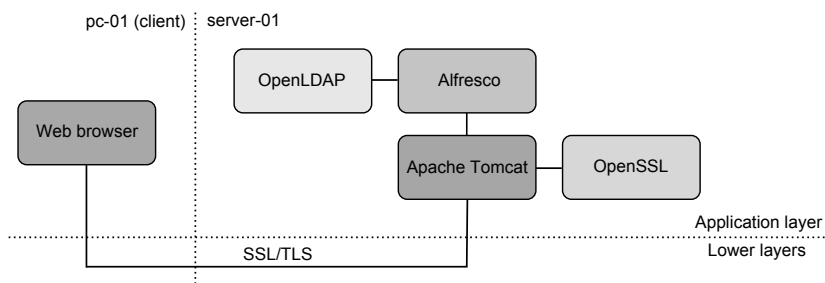 pc-01 (client)
server-01
OpenLDAP
Alfresco
Web browser
Apache Tomcat
OpenSSL
Application layer
SSL/TLS
Lower layers